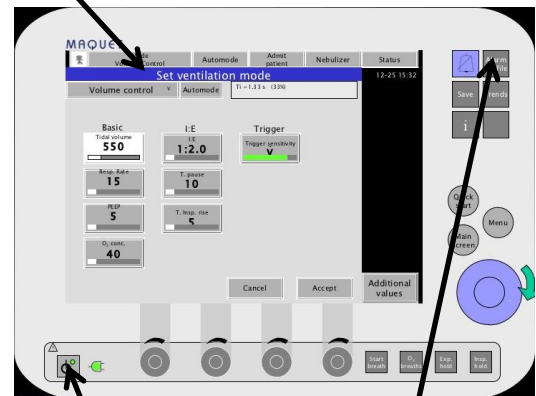 MAQUET
Automode
Admit
patient
Nebulizer
Status
Set ventilation mode
12-25 15:32
Volume control
Automode
Ti = 1.33 s (33%)
Basic
I:E
Trigger
Tidal volume
550
I:E
1:2.0
Trigger sensitivity
V
Resp. Rate
15
T. pause
10
PEEP
5
T. Insp. rise
5
O₂ conc.
40
Cancel
Accept
Additional
values
Save
Trends
i
Quick
start
Menu
Main
screen
Start
breath
O₂
breaths
Exp.
hold
Insp.
hold